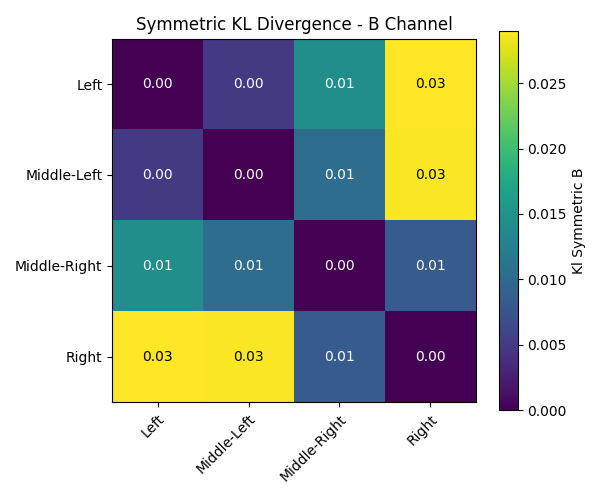 Symmetric KL Divergence - B Channel
Left
0.00 0.00 0.01 0.03
Middle-Left
0.00 0.00 0.01 0.03
Middle-Right
0.01 0.01 0.00 0.01
Right
0.03 0.03 0.01 0.00
Left
Middle-Left
Middle-Right
Right
0.025
0.020
0.015
0.010
0.005
0.000
Kl Symmetric B